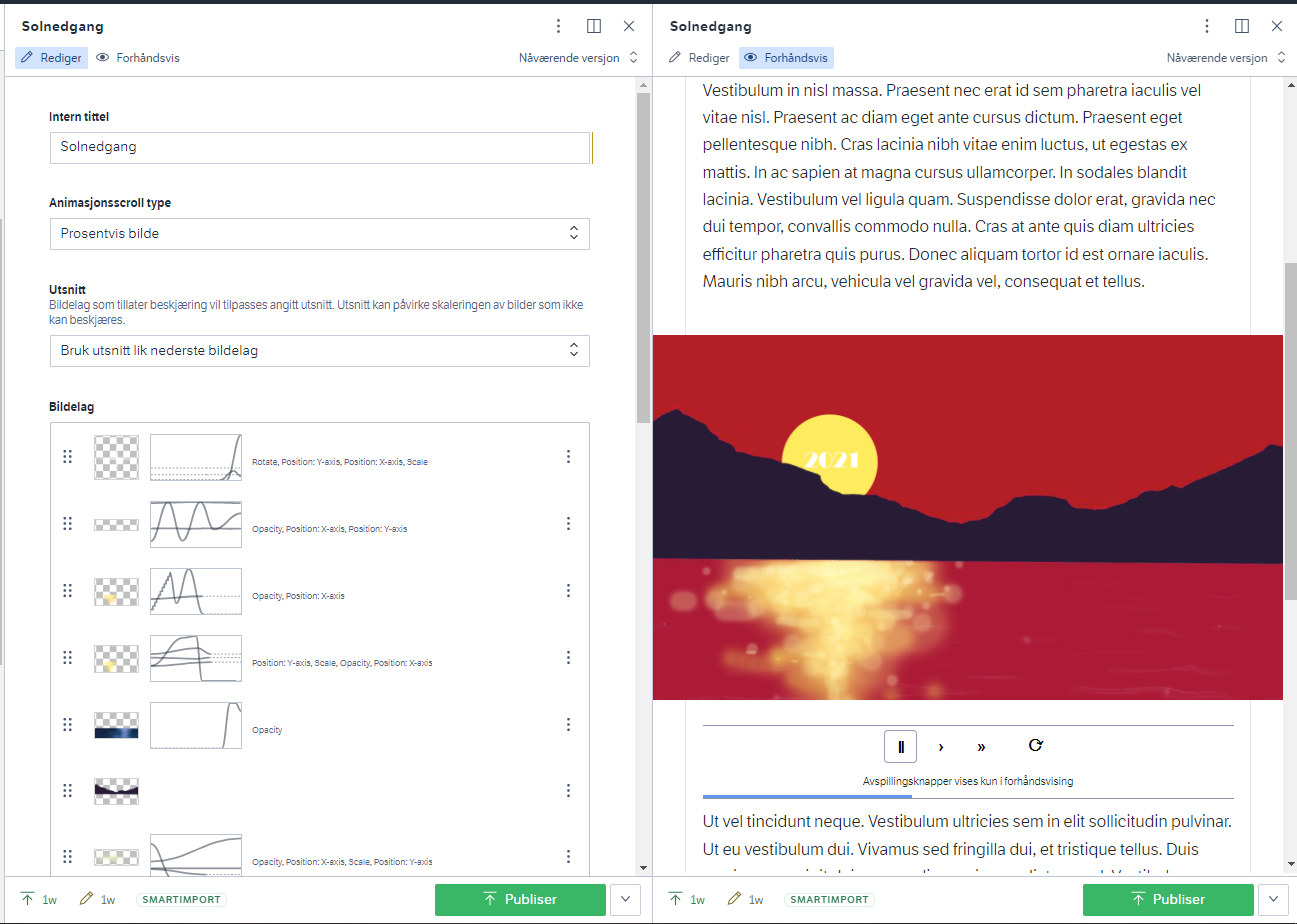 Solnedgang
Rediger
Forhåndsvis
Nåværende versjon
Intern tittel
Solnedgang
Animasjonsscroll type
Prosentvis bilde
Utsnitt
Bildelag som tillater beskjæring vil tilpasses angitt utsnitt. Utsnitt kan påvirke skaleringen av bilder som ikke
kan beskjæres.
Bruk utsnitt lik nederste bildelag
Bildelag
Rotate, Position: Y-axis, Position: X-axis, Scale
Opacity, Position: X-axis, Position: Y-axis
Opacity, Position: X-axis
Position: Y-axis, Scale, Opacity, Position: X-axis
Opacity
Opacity, Position: X-axis, Scale, Position: Y-axis
1w
1w
SMARTIMPORT
Publiser
Solnedgang
Rediger
Forhåndsvis
Nåværende versjon
Vestibulum in nisl massa. Praesent nec erat id sem pharetra iaculis vel
vitae nisl. Praesent ac diam eget ante cursus dictum. Praesent eget
pellentesque nibh. Cras lacinia nibh vitae enim luctus, ut egestas ex
mattis. In ac sapien at magna cursus ullamcorper. In sodales blandit
lacinia. Vestibulum vel ligula quam. Suspendisse dolor erat, gravida nec
dui tempor, convallis commodo nulla. Cras at ante quis diam ultricies
efficitur pharetra quis purus. Donec aliquam tortor id est ornare iaculis.
Mauris nibh arcu, vehicula vel gravida vel, consequat et tellus.
2021
Avspillingsknapper vises kun i forhåndsvising
Ut vel tincidunt neque. Vestibulum ultricies sem in elit sollicitudin pulvinar.
Ut eu vestibulum dui. Vivamus sed fringilla dui, et tristique tellus. Duis
1w
1w
SMARTIMPORT
Publiser